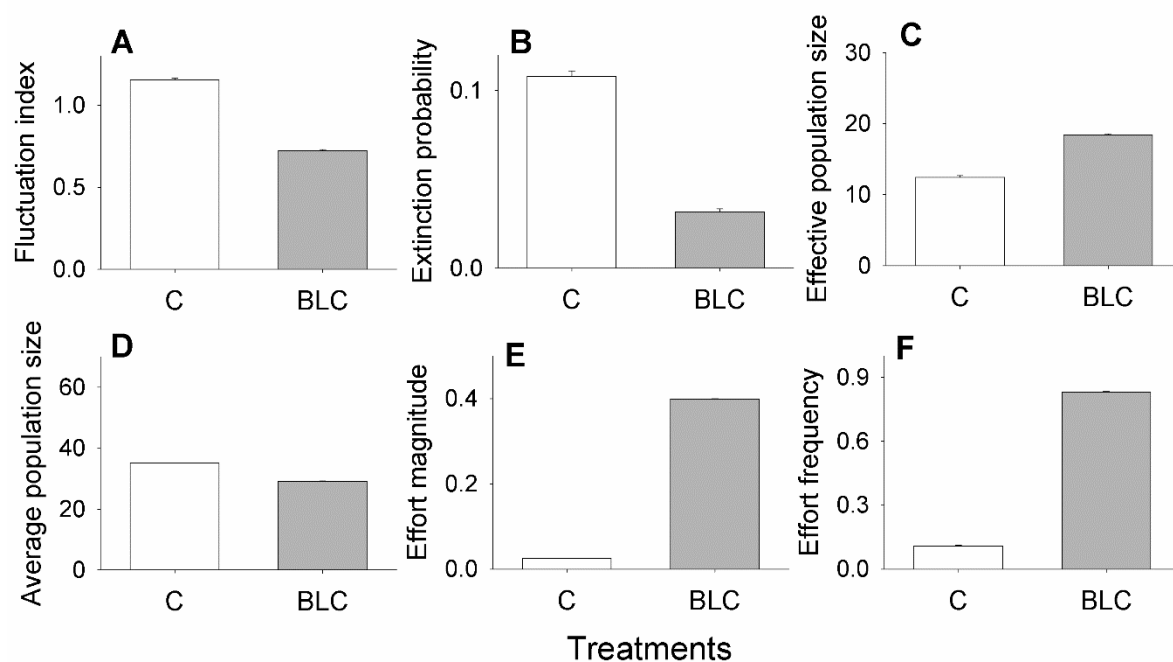 A
Fluctuation index
1.0
0.5
0.0
C
BLC
B
Extinction probability
0.1
0.0
C
BLC
C
Effective population size
30
20
10
0
C
BLC
D
Average population size
60
40
20
0
C
BLC
E
Effort magnitude
0.4
0.2
0.0
C
BLC
F
Effort frequency
0.9
0.6
0.3
0.0
C
BLC
Treatments